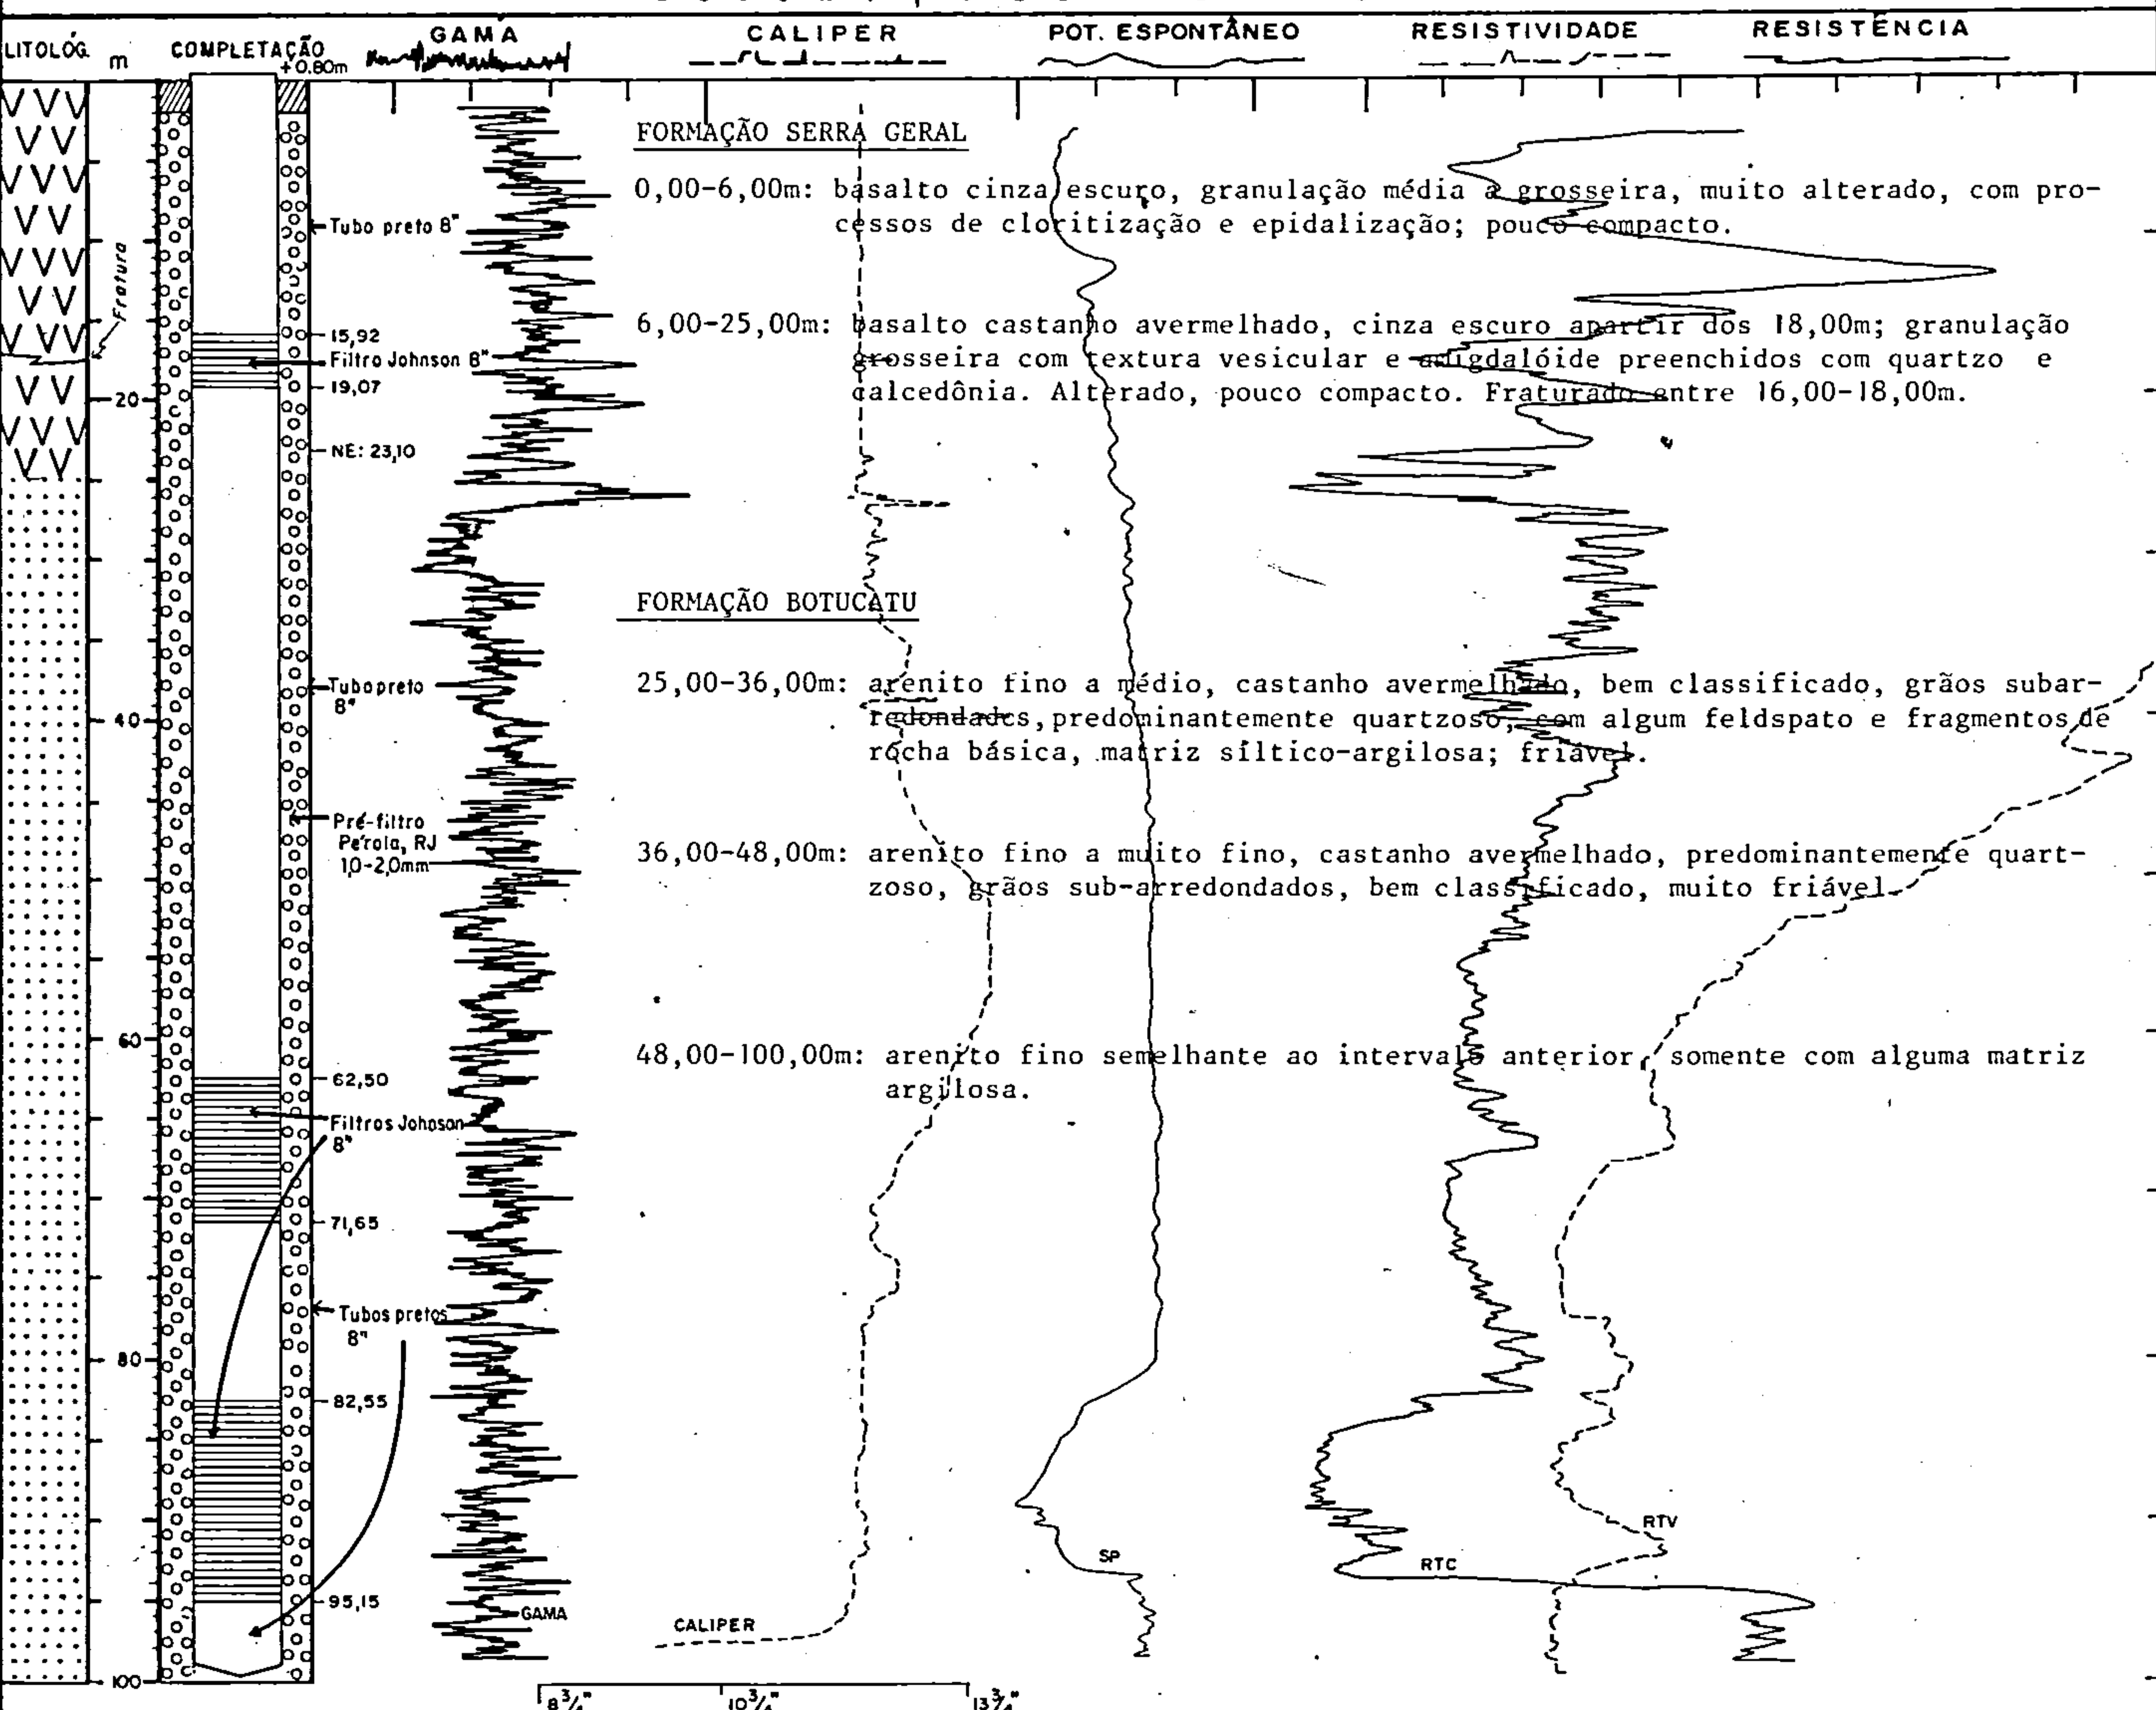 GAMA CALIPER POT. ESPONTÂNEO RESISTIVIDADE RESISTÊNCIA
LITOLÓG. m COMPLETAÇÃO
+0.80m
FORMAÇÃO SERRA GERAL
0,00-6,00m: basalto cinza escuro, granulação média a grosseira, muito alterado, com pro-
cessos de cloritização e epidalização; pouco compacto.
Tubo preto 8"
Fratura
6,00-25,00m: basalto castanho avermelhado, cinza escuro apartir dos 18,00m; granulação
grosseira com textura vesicular e amigdalóide preenchidos com quartzo e
calcedônia. Alterado, pouco compacto. Fraturado entre 16,00-18,00m.
15,92
Filtro Johnson 8"
19,07
20
NE: 23,10
FORMAÇÃO BOTUCATU
25,00-36,00m: arenito fino a médio, castanho avermelhado, bem classificado, grãos subar-
redondados, predominantemente quartzoso, com algum feldspato e fragmentos de
rocha básica, matriz síltico-argilosa; friável.
Tubo preto
8"
40
Pré-filtro
Pérola, RJ
1,0-2,0mm
36,00-48,00m: arenito fino a muito fino, castanho avermelhado, predominantemente quart-
zoso, grãos sub-arredondados, bem classificado, muito friável.
60
48,00-100,00m: arenito fino semelhante ao intervalo anterior, somente com alguma matriz
argilosa.
62,50
Filtros Johnson
8"
71,65
Tubos pretos
8"
80
82,55
RTV
SP
RTC
95,15
GAMA
CALIPER
100
8 3/4" 10 3/4" 13 3/4"